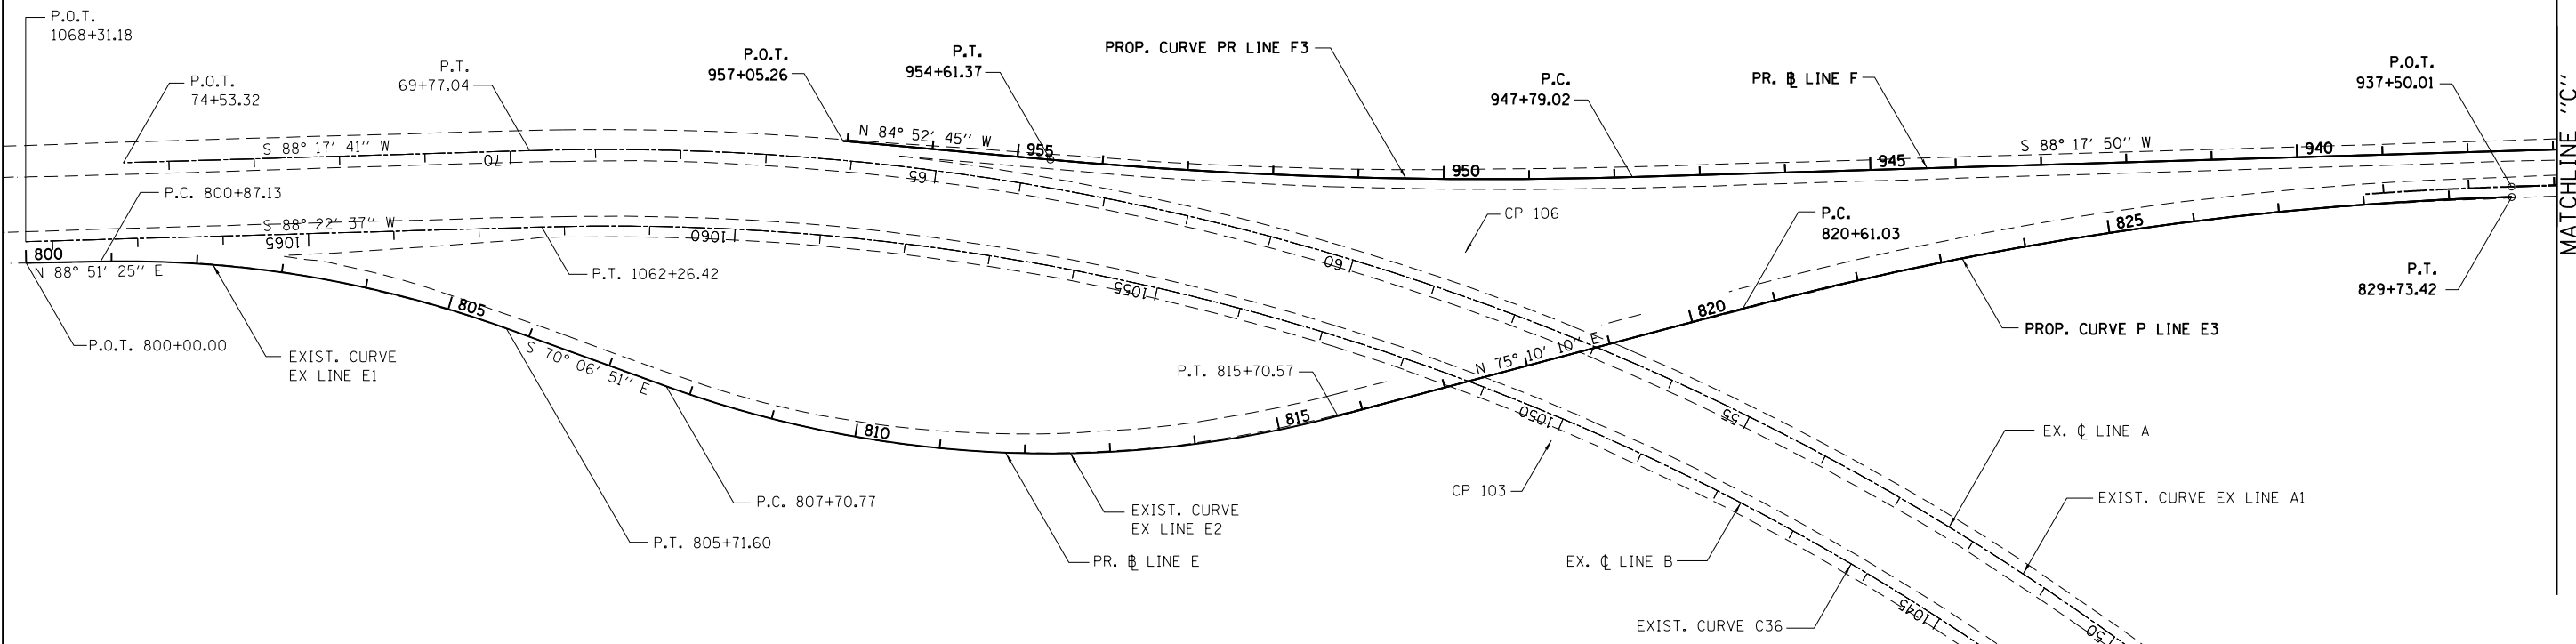 P.O.T.
1068+31.18
P.O.T.
74+53.32
P.T.
69+77.04
P.O.T.
957+05.26
P.T.
954+61.37
PROP. CURVE PR LINE F3
P.C.
947+79.02
PR. ℄ LINE F
P.O.T.
937+50.01
MATCHLINE "C"
S 88° 17' 41" W
70
N 84° 52' 45" W
955
65
950
945
S 88° 17' 50" W
940
P.C. 800+87.13
S 88° 22' 37" W
1065
1060
800
N 88° 51' 25" E
P.T. 1062+26.42
1055
60
CP 106
P.C.
820+61.03
825
P.T.
829+73.42
805
820
PROP. CURVE P LINE E3
P.O.T. 800+00.00
EXIST. CURVE
EX LINE E1
S 70° 06' 51" E
P.T. 815+70.57
N 75° 10' 10" E
810
815
1050
55
EX. ℄ LINE A
CP 103
P.C. 807+70.77
EXIST. CURVE
EX LINE E2
EXIST. CURVE EX LINE A1
P.T. 805+71.60
PR. ℄ LINE E
EX. ℄ LINE B
1045
50
EXIST. CURVE C36